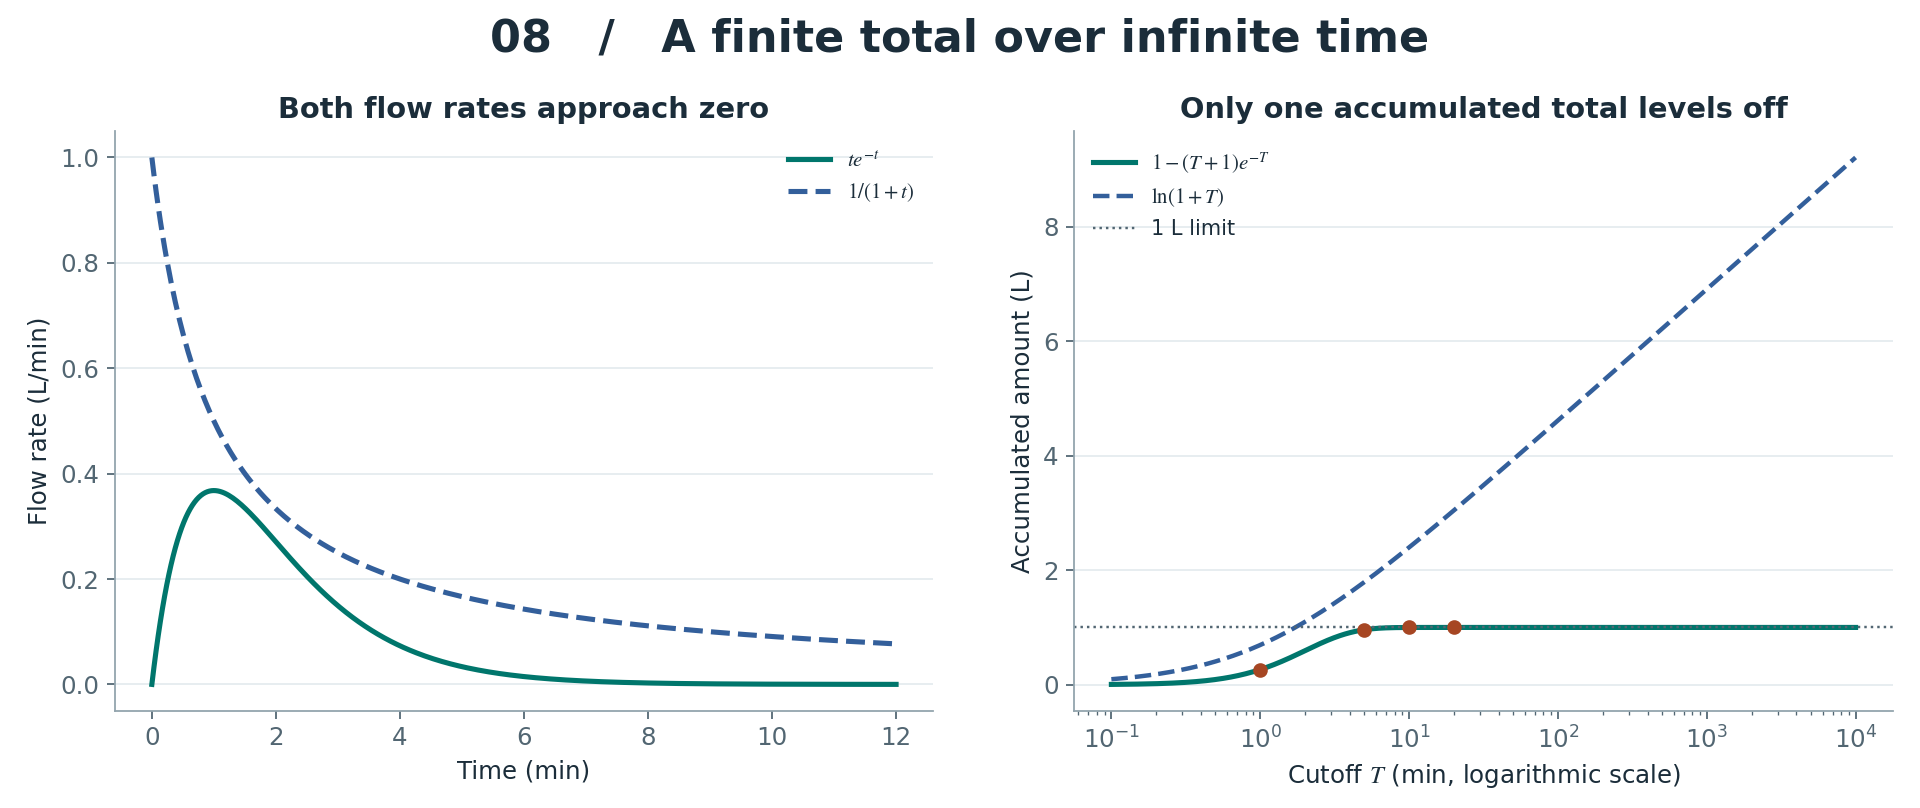 08 / A finite total over infinite time
Both flow rates approach zero
te^{-t}
1/(1+t)
1.0
0.8
0.6
0.4
0.2
0.0
Flow rate (L/min)
0 2 4 6 8 10 12
Time (min)
Only one accumulated total levels off
1−(T+1)e^{−T}
ln(1+T)
1 L limit
8
6
4
2
0
Accumulated amount (L)
10^{−1} 10^{0} 10^{1} 10^{2} 10^{3} 10^{4}
Cutoff T (min, logarithmic scale)